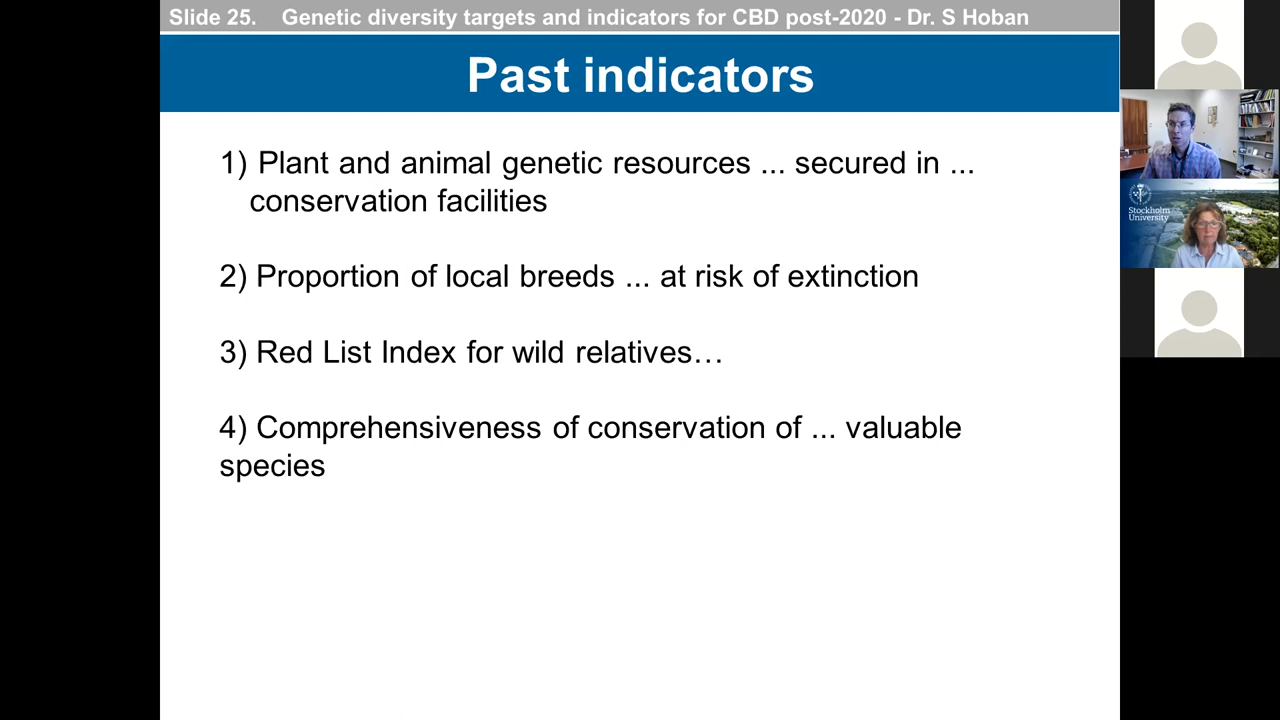 Slide 25. Genetic diversity targets and indicators for CBD post-2020 - Dr. S Hoban
Past indicators
1) Plant and animal genetic resources ... secured in ...
conservation facilities
2) Proportion of local breeds ... at risk of extinction
3) Red List Index for wild relatives…
4) Comprehensiveness of conservation of ... valuable
species
Stockholm
University